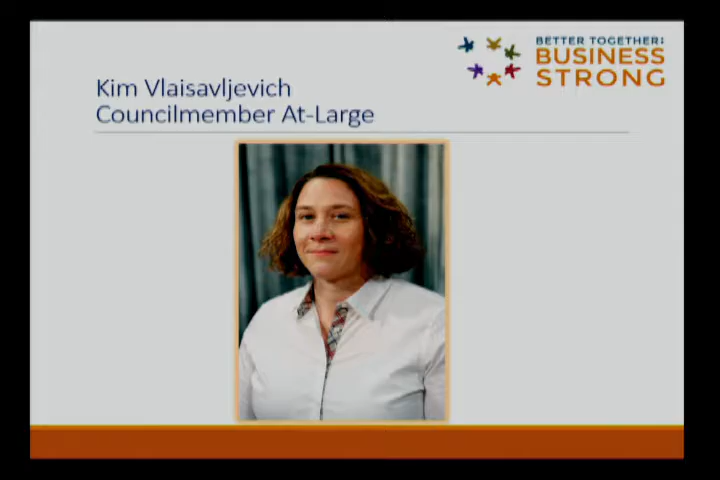 BETTER TOGETHER:
BUSINESS
STRONG
Kim Vlaisavljevich
Councilmember At-Large